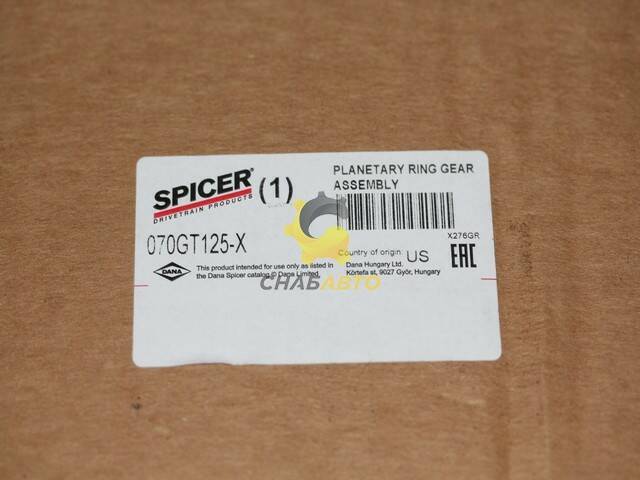 SPICER®
DRIVETRAIN PRODUCTS
(1)
PLANETARY RING GEAR
ASSEMBLY
070GT125-X
X276GR
Country of origin: US
EAC
DANA
This product intended for use only as listed in
the Dana Spicer catalog © Dana Limited.
Dana Hungary Ltd.
Körtefa st, 9027 Győr, Hungary
СНАБАВТО